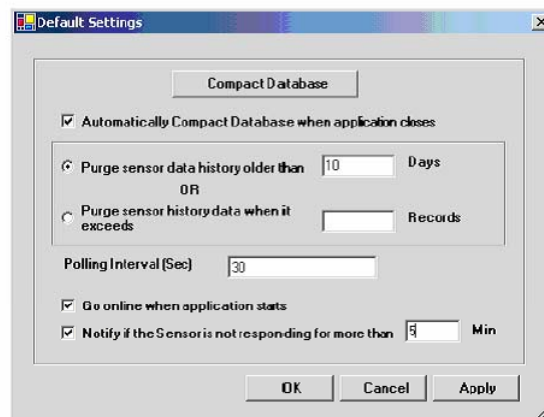 Default Settings
Compact Database
Automatically Compact Database when application closes
Purge sensor data history older than 10 Days
OR
Purge sensor history data when it
exceeds Records
Polling Interval (Sec) 30
Go online when application starts
Notify if the Sensor is not responding for more than 5 Min
OK Cancel Apply